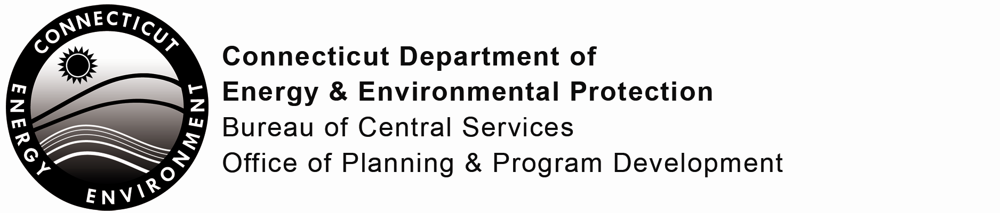 CONNECTICUT
ENERGY
ENVIRONMENT
Connecticut Department of
Energy & Environmental Protection
Bureau of Central Services
Office of Planning & Program Development